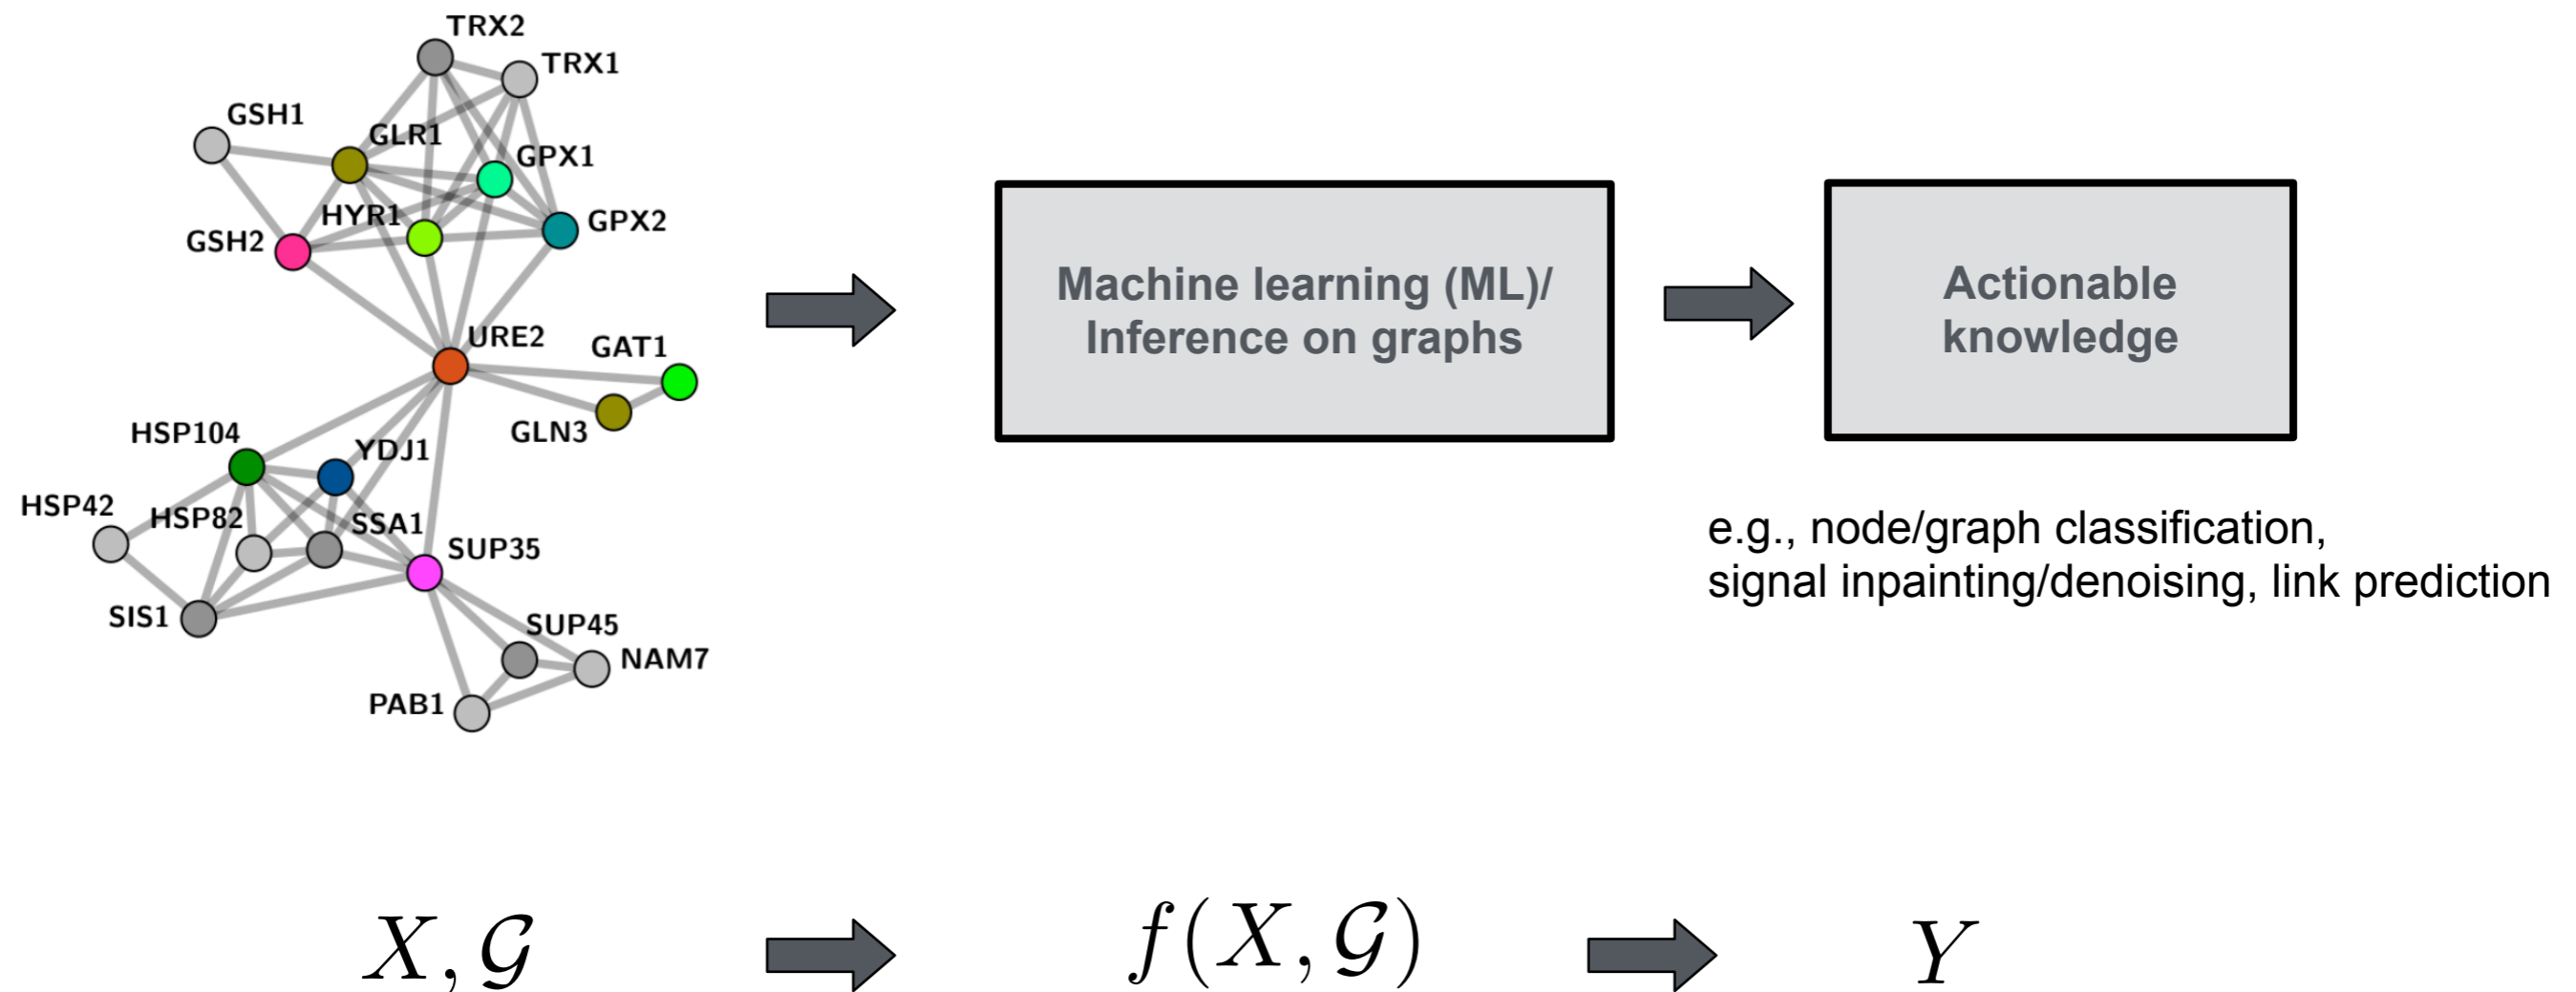 TRX2
TRX1
GSH1
GLR1
GPX1
HYR1
GPX2
GSH2
URE2
GAT1
GLN3
HSP104
YDJ1
HSP42
HSP82
SSA1
SUP35
SIS1
SUP45
NAM7
PAB1
Machine learning (ML)/
Inference on graphs
Actionable
knowledge
e.g., node/graph classification,
signal inpainting/denoising, link prediction
X, 𝒢
f(X, 𝒢)
Y